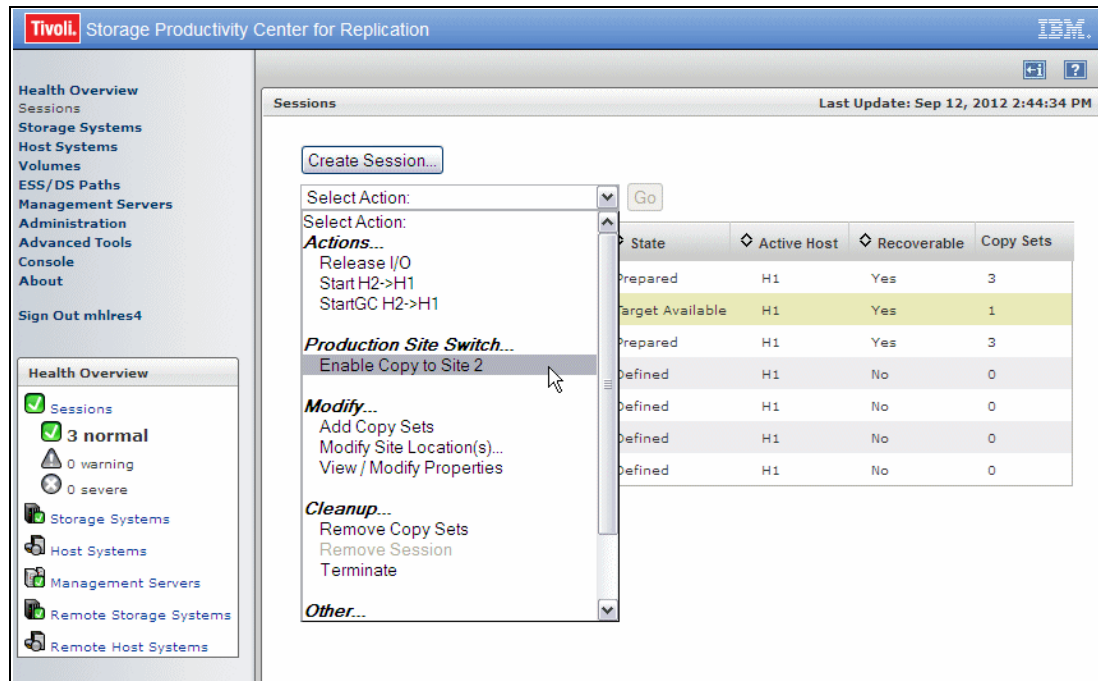 Tivoli. Storage Productivity Center for Replication
IBM.
Health Overview
Sessions
Storage Systems
Host Systems
Volumes
ESS/DS Paths
Management Servers
Administration
Advanced Tools
Console
About
Sign Out mhlres4
Health Overview
Sessions
3 normal
0 warning
0 severe
Storage Systems
Host Systems
Management Servers
Remote Storage Systems
Remote Host Systems
?
Sessions Last Update: Sep 12, 2012 2:44:34 PM
Create Session...
Select Action: Go
Select Action:
Actions...
Release I/O
Start H2->H1
StartGC H2->H1
Production Site Switch...
Enable Copy to Site 2
Modify...
Add Copy Sets
Modify Site Location(s)...
View / Modify Properties
Cleanup...
Remove Copy Sets
Remove Session
Terminate
Other...
State Active Host Recoverable Copy Sets
Prepared H1 Yes 3
Target Available H1 Yes 1
Prepared H1 Yes 3
Defined H1 No 0
Defined H1 No 0
Defined H1 No 0
Defined H1 No 0